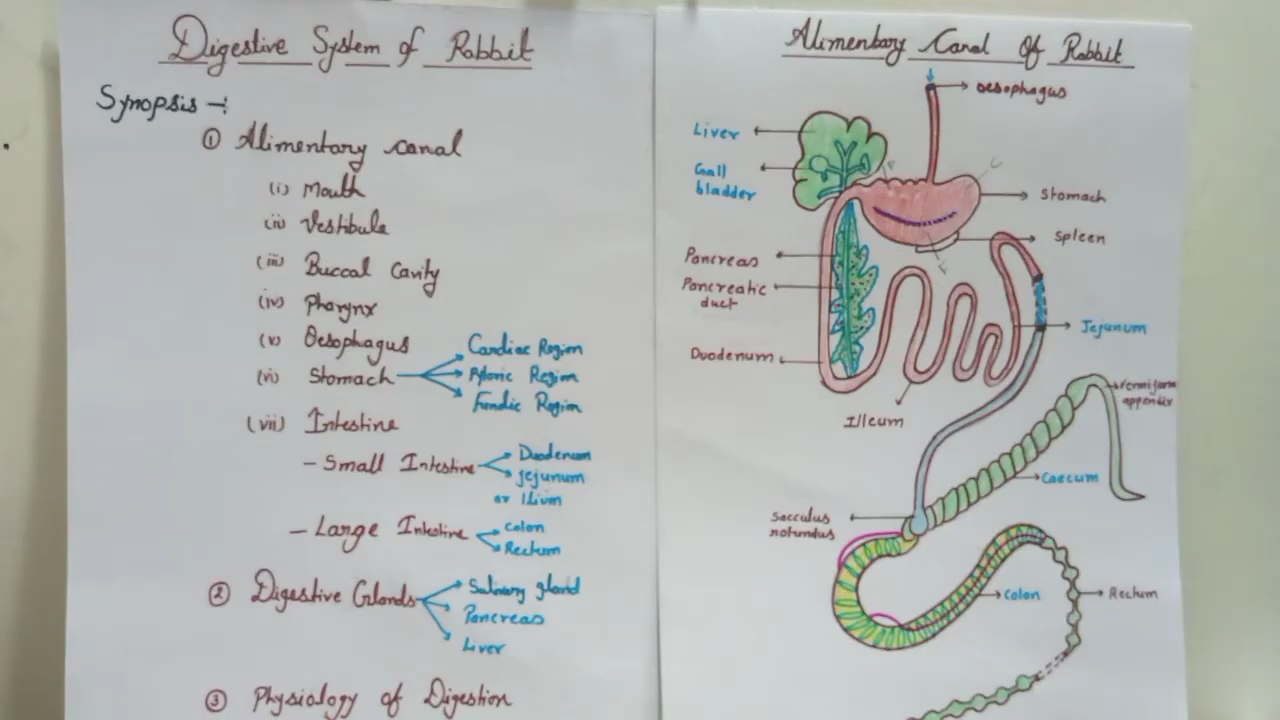 Digestive System of Rabbit
Synopsis -:
① Alimentary canal
(i) Mouth
(ii) Vestibule
(iii) Buccal Cavity
(iv) Pharynx
(v) Oesophagus
(vi) Stomach
Cardiac Region
Pyloric Region
Fundic Region
(vii) Intestine
- Small Intestine
Duodenum
Jejunum
or Ilium
- Large Intestine
Colon
Rectum
② Digestive Glands
Salivary gland
Pancreas
Liver
③ Physiology of Digestion
Alimentary Canal Of Rabbit
Oesophagus
Liver
Gall
bladder
P
C
Stomach
Spleen
F
Pancreas
Pancreatic
duct
Duodenum
Jejunum
Illeum
Vermiform
appendix
Caecum
Sacculus
rotundus
Colon
Rectum